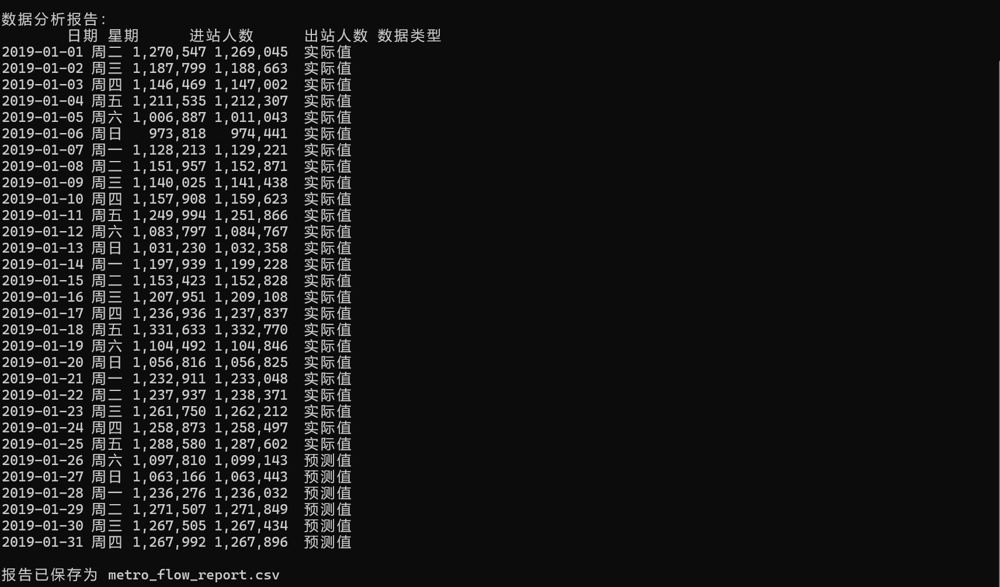 数据分析报告：
日期 星期 进站人数 出站人数 数据类型
2019-01-01 周二 1,270,547 1,269,045 实际值
2019-01-02 周三 1,187,799 1,188,663 实际值
2019-01-03 周四 1,146,469 1,147,002 实际值
2019-01-04 周五 1,211,535 1,212,307 实际值
2019-01-05 周六 1,006,887 1,011,043 实际值
2019-01-06 周日 973,818 974,441 实际值
2019-01-07 周一 1,128,213 1,129,221 实际值
2019-01-08 周二 1,151,957 1,152,871 实际值
2019-01-09 周三 1,140,025 1,141,438 实际值
2019-01-10 周四 1,157,908 1,159,623 实际值
2019-01-11 周五 1,249,994 1,251,866 实际值
2019-01-12 周六 1,083,797 1,084,767 实际值
2019-01-13 周日 1,031,230 1,032,358 实际值
2019-01-14 周一 1,197,939 1,199,228 实际值
2019-01-15 周二 1,153,423 1,152,828 实际值
2019-01-16 周三 1,207,951 1,209,108 实际值
2019-01-17 周四 1,236,936 1,237,837 实际值
2019-01-18 周五 1,331,633 1,332,770 实际值
2019-01-19 周六 1,104,492 1,104,846 实际值
2019-01-20 周日 1,056,816 1,056,825 实际值
2019-01-21 周一 1,232,911 1,233,048 实际值
2019-01-22 周二 1,237,937 1,238,371 实际值
2019-01-23 周三 1,261,750 1,262,212 实际值
2019-01-24 周四 1,258,873 1,258,497 实际值
2019-01-25 周五 1,288,580 1,287,602 实际值
2019-01-26 周六 1,097,810 1,099,143 预测值
2019-01-27 周日 1,063,166 1,063,443 预测值
2019-01-28 周一 1,236,276 1,236,032 预测值
2019-01-29 周二 1,271,507 1,271,849 预测值
2019-01-30 周三 1,267,505 1,267,434 预测值
2019-01-31 周四 1,267,992 1,267,896 预测值
报告已保存为 metro_flow_report.csv